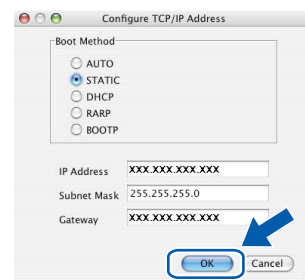 Configure TCP/IP Address
Boot Method
AUTO
STATIC
DHCP
RARP
BOOTP
IP Address XXX.XXX.XXX.XXX
Subnet Mask 255.255.255.0
Gateway XXX.XXX.XXX.XXX
OK Cancel